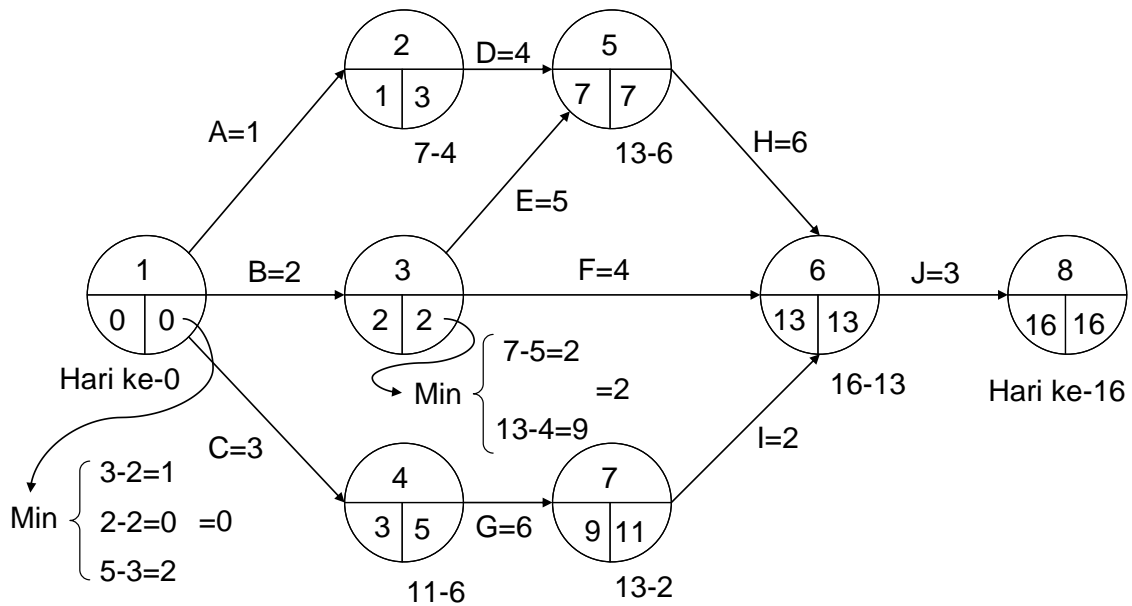 2
1 3
7-4
D=4
5
7 7
13-6
A=1
H=6
E=5
1
0 0
Hari ke-0
B=2
3
2 2
F=4
6
13 13
16-13
J=3
8
16 16
Hari ke-16
Min
7-5=2
=2
13-4=9
C=3
I=2
Min
3-2=1
2-2=0 =0
5-3=2
4
3 5
11-6
G=6
7
9 11
13-2